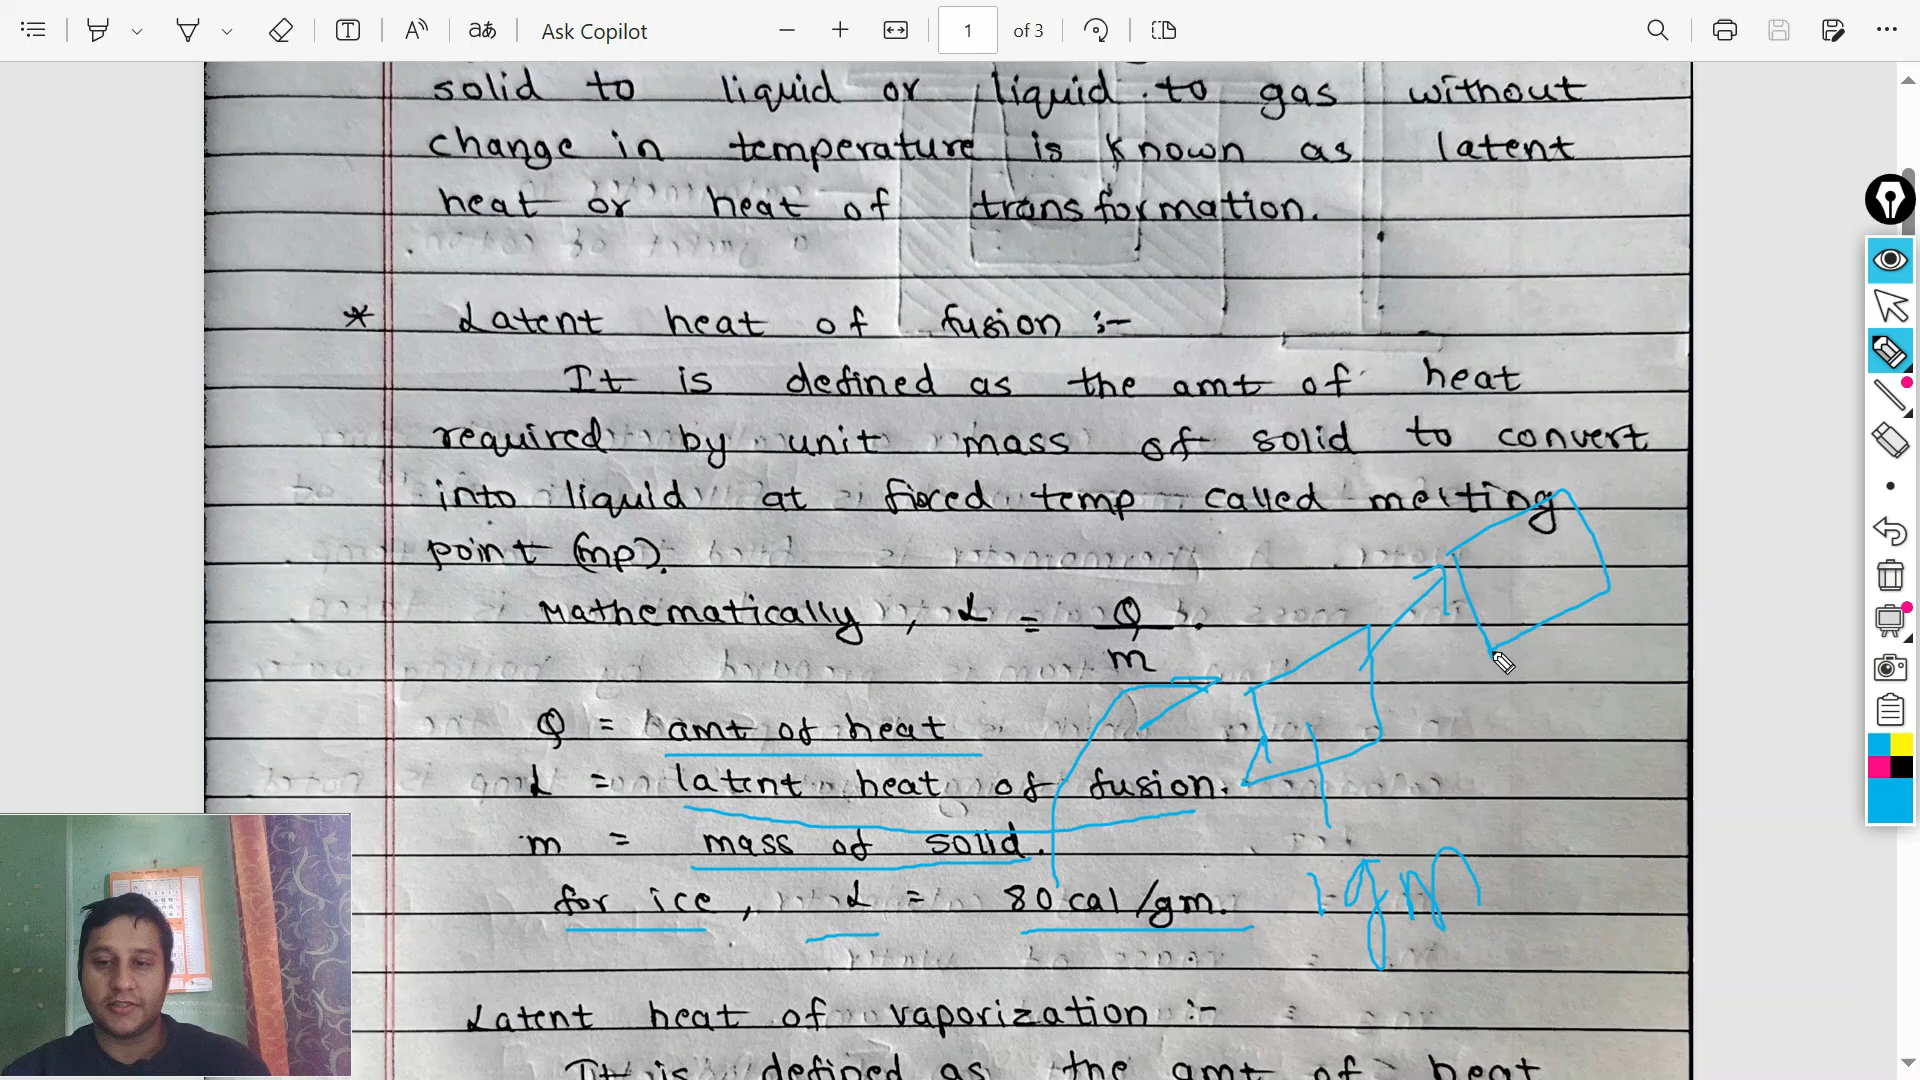 Ask Copilot
1 of 3
solid to liquid or liquid to gas without
change in temperature is known as latent
heat or heat of transformation.
* Latent heat of fusion :-
It is defined as the amt of heat
required by unit mass of solid to convert
into liquid at fixed temp called melting
point (mp).
Mathematically, L = Q/m.
Q = amt of heat
L = latent heat of fusion.
m = mass of solid.
for ice, L = 80 cal/gm. 1gm
Latent heat of vaporization :-
It is defined as the amt of heat